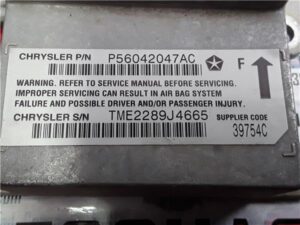 CHRYSLER P/N P56042047AC
F
WARNING. REFER TO SERVICE MANUAL BEFORE SERVICING.
IMPROPER SERVICING CAN RESULT IN AIR BAG SYSTEM
FAILURE AND POSSIBLE DRIVER AND/OR PASSENGER INJURY.
CHRYSLER S/N TME2289J4665 SUPPLIER CODE
39754C